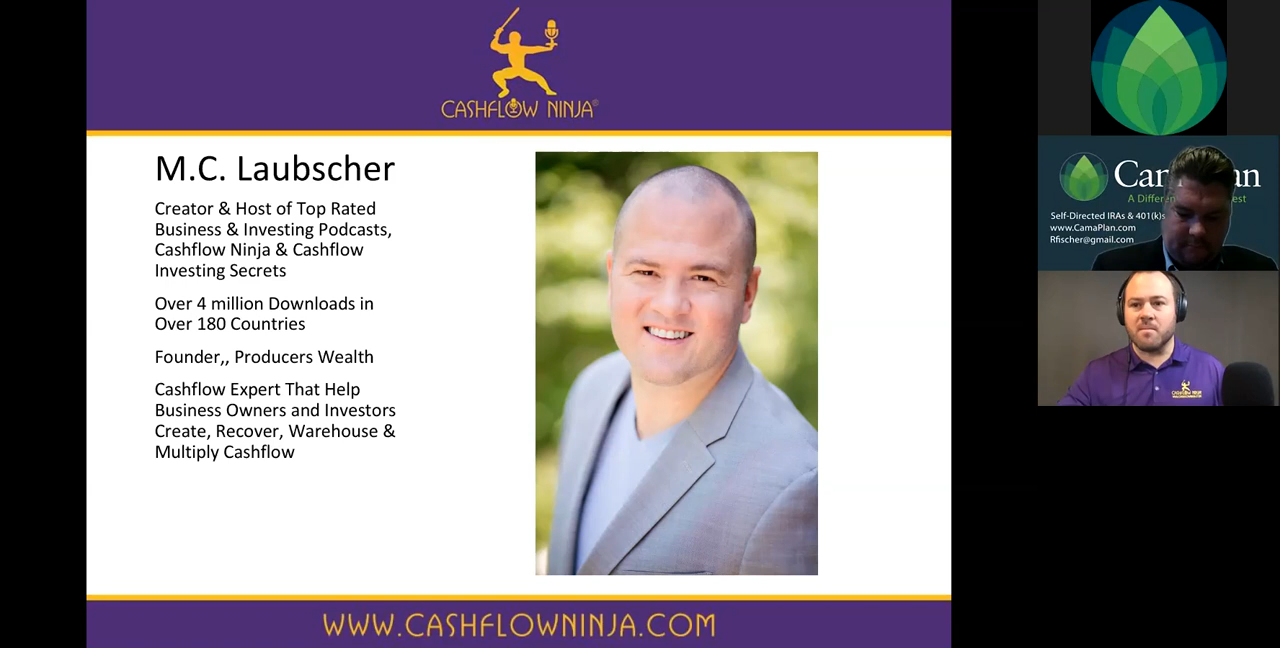 CASHFLOW NINJA®
M.C. Laubscher
Creator & Host of Top Rated
Business & Investing Podcasts,
Cashflow Ninja & Cashflow
Investing Secrets
Over 4 million Downloads in
Over 180 Countries
Founder,, Producers Wealth
Cashflow Expert That Help
Business Owners and Investors
Create, Recover, Warehouse &
Multiply Cashflow
WWW.CASHFLOWNINJA.COM
Self-Directed IRAs & 401(k)s
www.CamaPlan.com
Rfischer@gmail.com
CASHFLOW NINJA